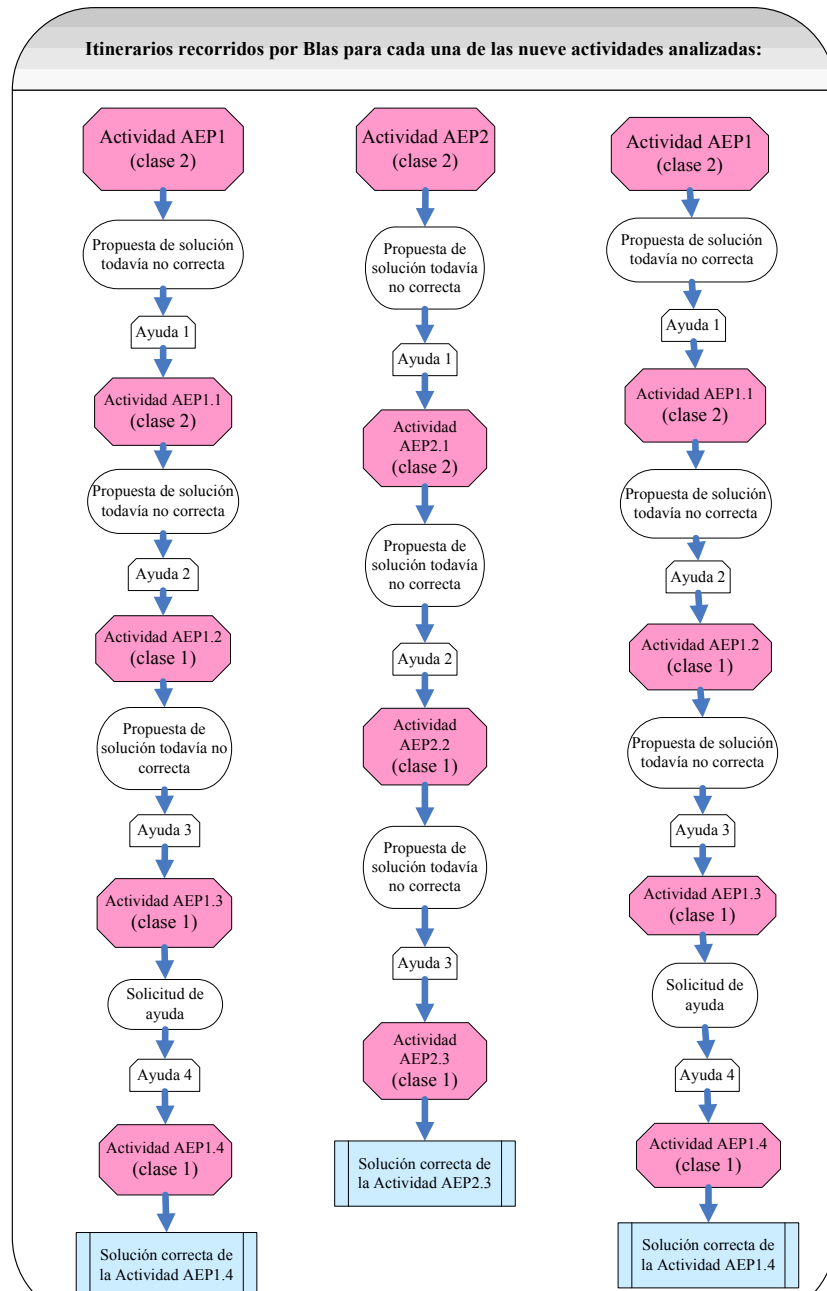 Itinerarios recorridos por Blas para cada una de las nueve actividades analizadas:
Actividad AEP1
(clase 2)
Propuesta de solución
todavía no correcta
Ayuda 1
Actividad AEP1.1
(clase 2)
Propuesta de solución
todavía no correcta
Ayuda 2
Actividad AEP1.2
(clase 1)
Propuesta de
solución todavía no
correcta
Ayuda 3
Actividad AEP1.3
(clase 1)
Solicitud de
ayuda
Ayuda 4
Actividad AEP1.4
(clase 1)
Solución correcta de
la Actividad AEP1.4
Actividad AEP2
(clase 2)
Propuesta de
solución todavía
no correcta
Ayuda 1
Actividad
AEP2.1
(clase 2)
Propuesta de
solución todavía
no correcta
Ayuda 2
Actividad
AEP2.2
(clase 1)
Propuesta de
solución todavía
no correcta
Ayuda 3
Actividad
AEP2.3
(clase 1)
Solución correcta de
la Actividad AEP2.3
Actividad AEP1
(clase 2)
Propuesta de solución
todavía no correcta
Ayuda 1
Actividad AEP1.1
(clase 2)
Propuesta de solución
todavía no correcta
Ayuda 2
Actividad AEP1.2
(clase 1)
Propuesta de solución
todavía no correcta
Ayuda 3
Actividad AEP1.3
(clase 1)
Solicitud de
ayuda
Ayuda 4
Actividad AEP1.4
(clase 1)
Solución correcta de
la Actividad AEP1.4